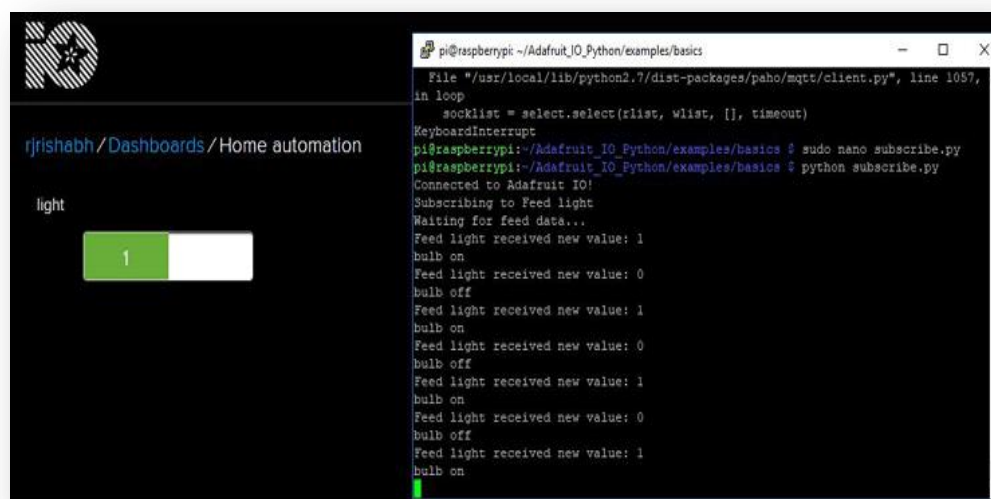 iO
rjrishabh / Dashboards / Home automation
light
1
pi@raspberrypi: ~/Adafruit_IO_Python/examples/basics
File "/usr/local/lib/python2.7/dist-packages/paho/mqtt/client.py", line 1057,
in loop
socklist = select.select(rlist, wlist, [], timeout)
KeyboardInterrupt
pi@raspberrypi:~/Adafruit_IO_Python/examples/basics $ sudo nano subscribe.py
pi@raspberrypi:~/Adafruit_IO_Python/examples/basics $ python subscribe.py
Connected to Adafruit IO!
Subscribing to Feed light
Waiting for feed data...
Feed light received new value: 1
bulb on
Feed light received new value: 0
bulb off
Feed light received new value: 1
bulb on
Feed light received new value: 0
bulb off
Feed light received new value: 1
bulb on
Feed light received new value: 0
bulb off
Feed light received new value: 1
bulb on